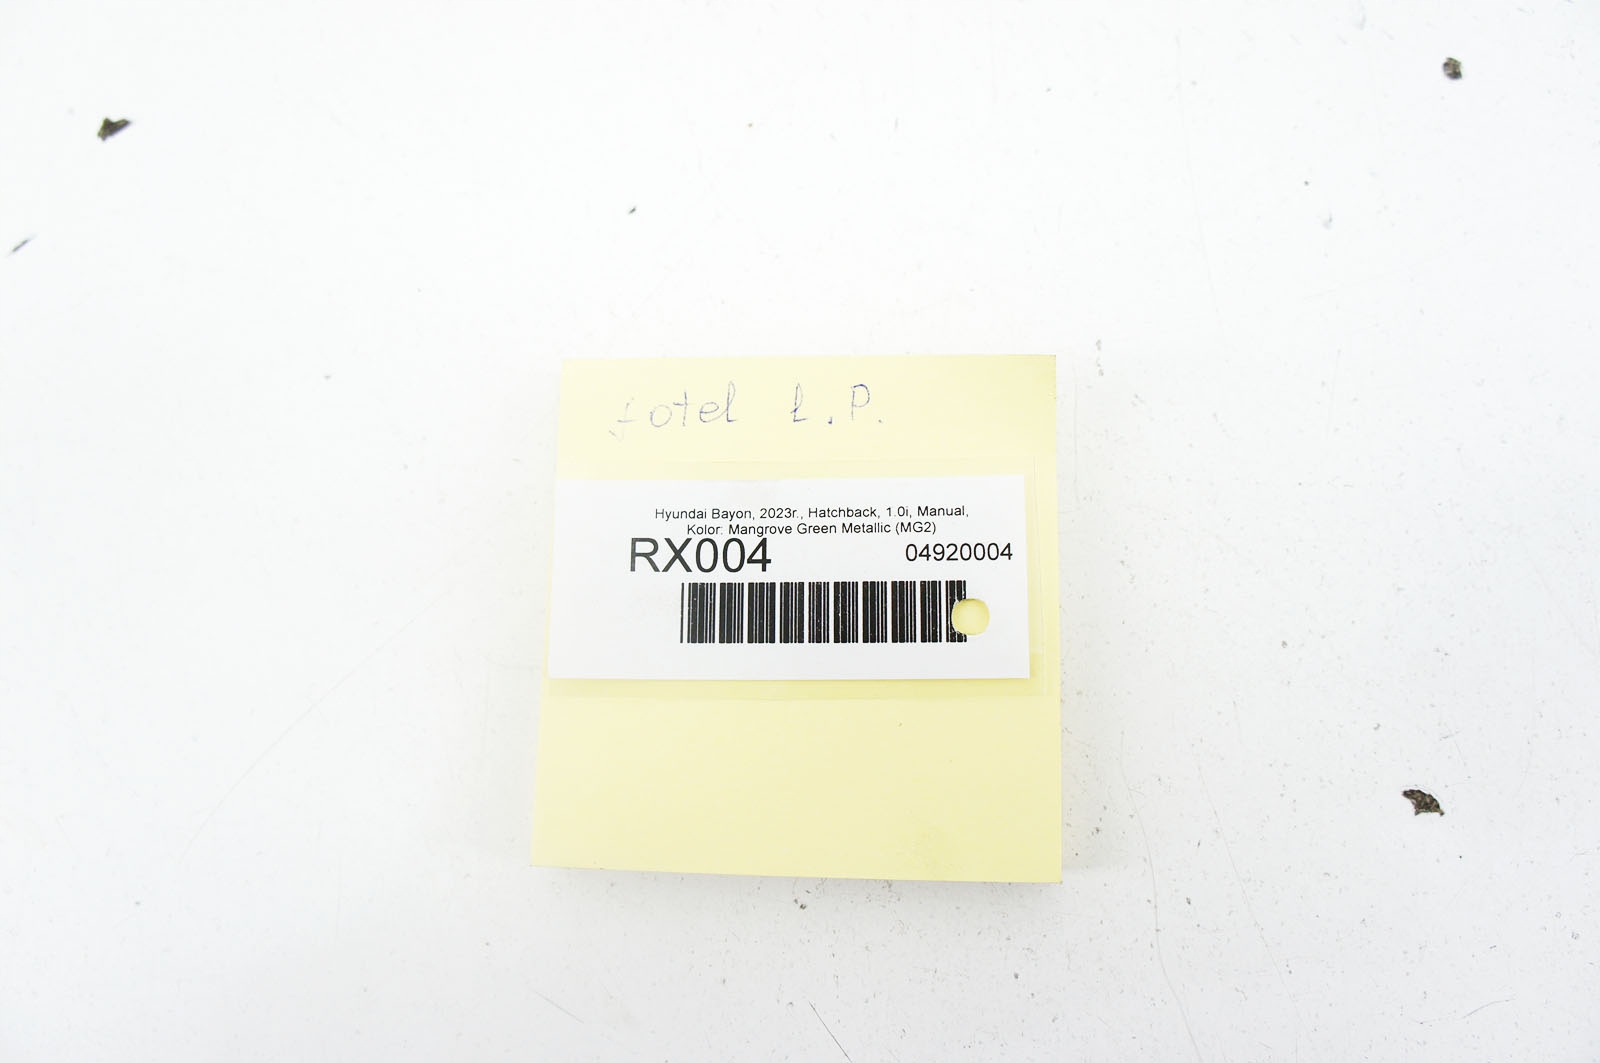 fotel L.P.
Hyundai Bayon, 2023r., Hatchback, 1.0i, Manual,
Kolor: Mangrove Green Metallic (MG2)
RX004 04920004